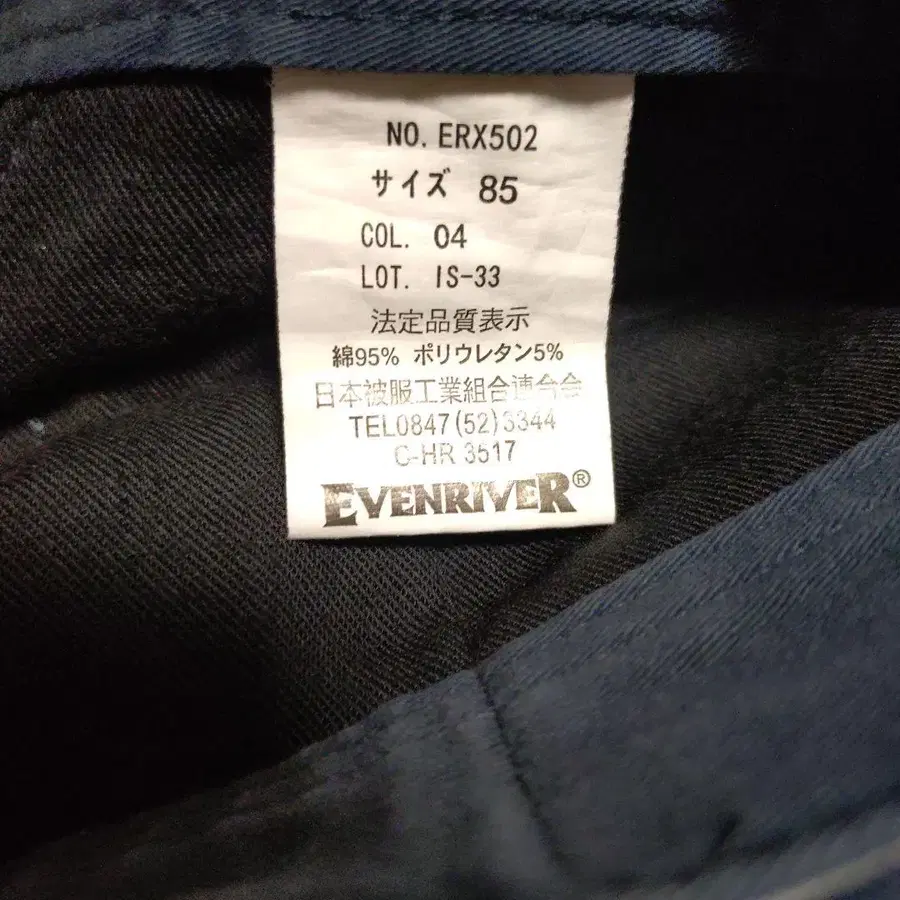 NO. ERX502
サイズ 85
COL. 04
LOT. IS-33
法定品質表示
綿95% ポリウレタン5%
日本被服工業組合連合会
TEL0847(52)3344
C-HR 3517
EVENRIVER®